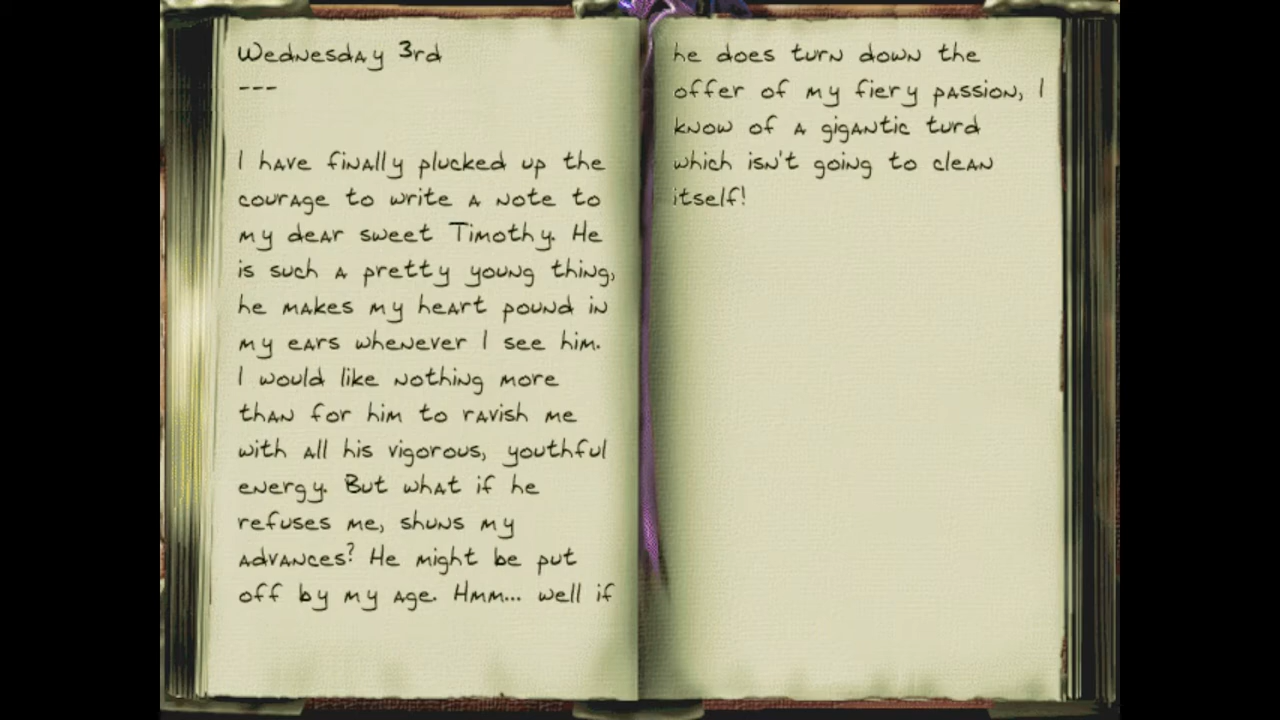 Wednesday 3rd
---
I have finally plucked up the
courage to write a note to
my dear sweet Timothy. He
is such a pretty young thing,
he makes my heart pound in
my ears whenever I see him.
I would like nothing more
than for him to ravish me
with all his vigorous, youthful
energy. But what if he
refuses me, shuns my
advances? He might be put
off by my age. Hmm... well if
he does turn down the
offer of my fiery passion, I
know of a gigantic turd
which isn't going to clean
itself!